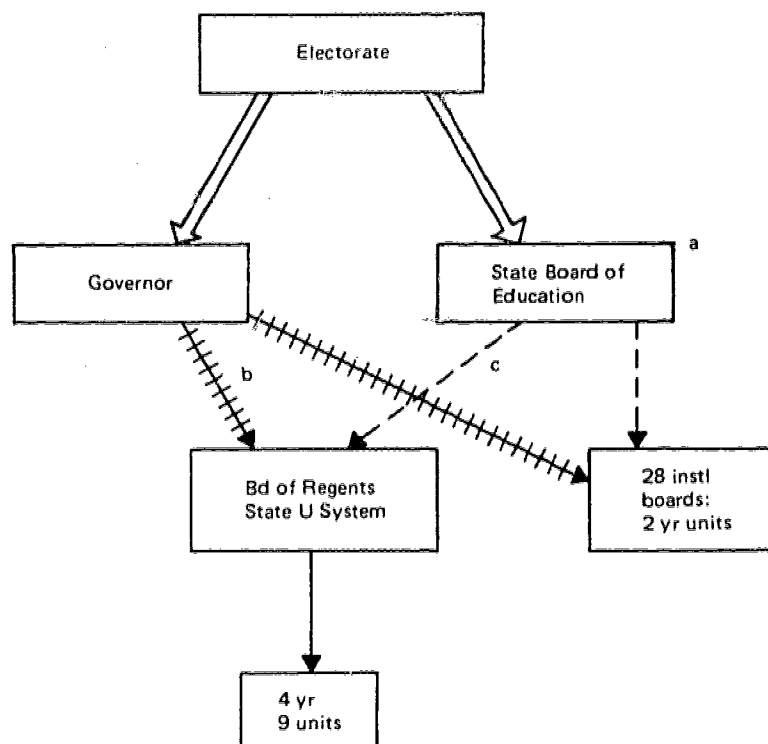 Electorate
Governor
State Board of
Education
a
b
c
Bd of Regents
State U System
28 instl
boards:
2 yr units
4 yr
9 units